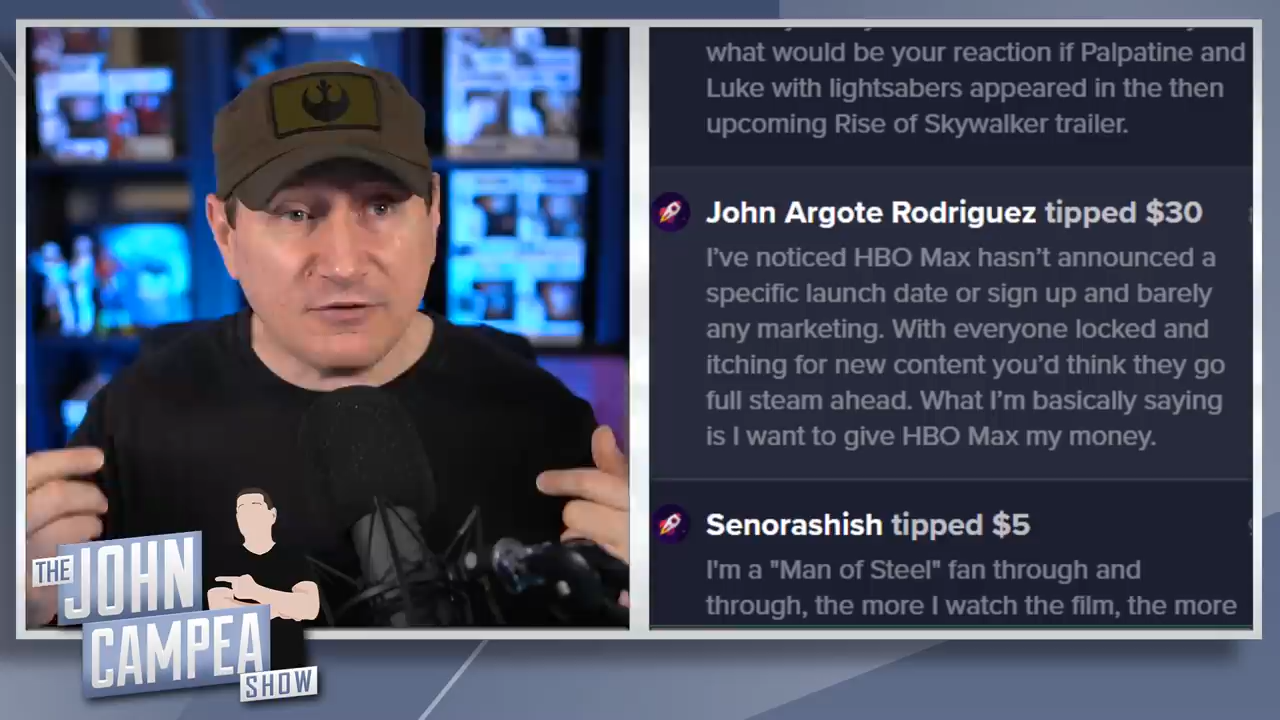 what would be your reaction if Palpatine and
Luke with lightsabers appeared in the then
upcoming Rise of Skywalker trailer.
John Argote Rodriguez tipped $30
I've noticed HBO Max hasn't announced a
specific launch date or sign up and barely
any marketing. With everyone locked and
itching for new content you'd think they go
full steam ahead. What I'm basically saying
is I want to give HBO Max my money.
Senorashish tipped $5
I'm a "Man of Steel" fan through and
through, the more I watch the film, the more
THE
JOHN
CAMPEA
SHOW